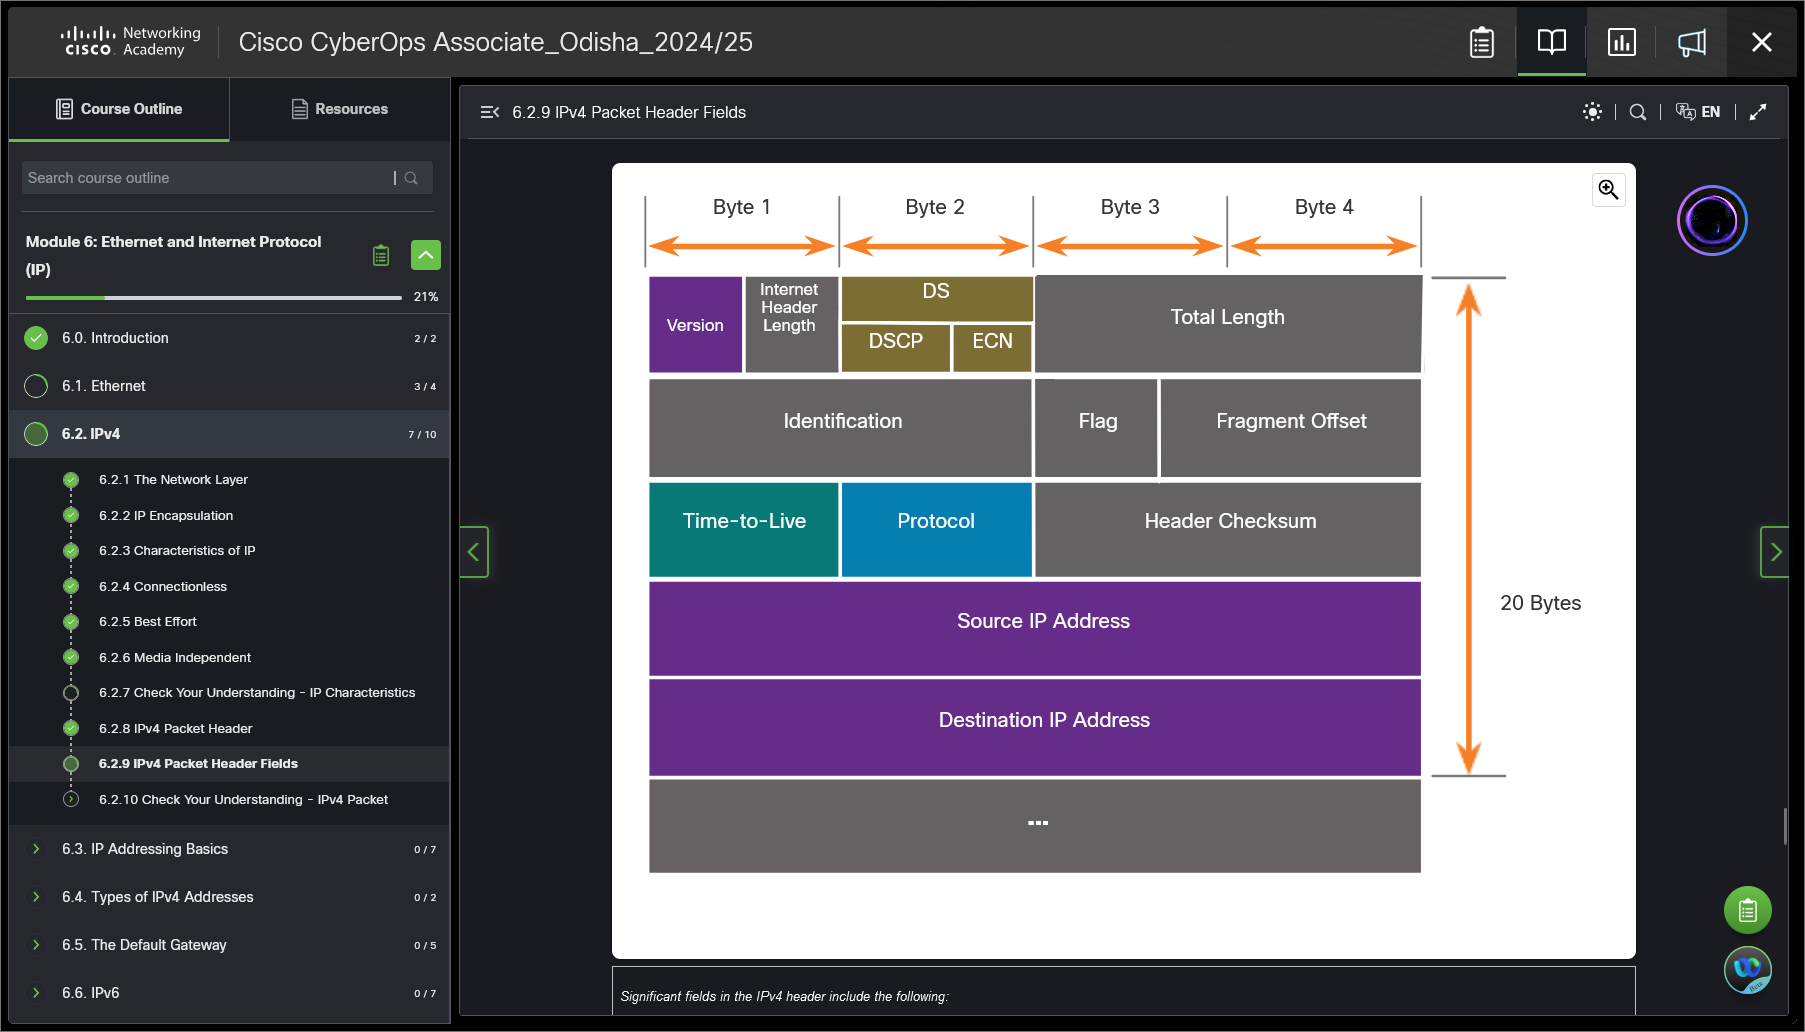 Networking
CISCO Academy
Cisco CyberOps Associate_Odisha_2024/25
Course Outline
Resources
Search course outline
Module 6: Ethernet and Internet Protocol
(IP)
21%
6.0. Introduction 2 / 2
6.1. Ethernet 3 / 4
6.2. IPv4 7 / 10
6.2.1 The Network Layer
6.2.2 IP Encapsulation
6.2.3 Characteristics of IP
6.2.4 Connectionless
6.2.5 Best Effort
6.2.6 Media Independent
6.2.7 Check Your Understanding - IP Characteristics
6.2.8 IPv4 Packet Header
6.2.9 IPv4 Packet Header Fields
6.2.10 Check Your Understanding - IPv4 Packet
6.3. IP Addressing Basics 0 / 7
6.4. Types of IPv4 Addresses 0 / 2
6.5. The Default Gateway 0 / 5
6.6. IPv6 0 / 7
6.2.9 IPv4 Packet Header Fields
EN
Byte 1 Byte 2 Byte 3 Byte 4
Version
Internet
Header
Length
DS
DSCP
ECN
Total Length
Identification
Flag
Fragment Offset
Time-to-Live
Protocol
Header Checksum
Source IP Address
Destination IP Address
...
20 Bytes
Significant fields in the IPv4 header include the following:
Beta